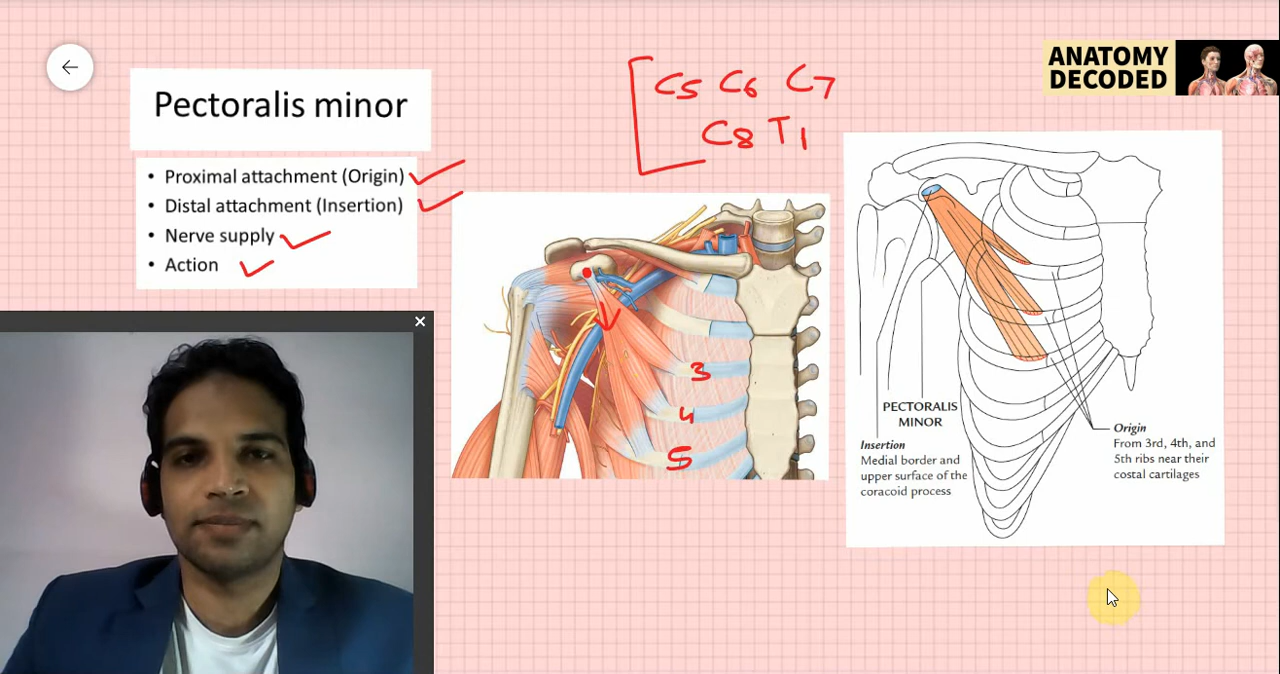 Pectoralis minor
• Proximal attachment (Origin)
• Distal attachment (Insertion)
• Nerve supply
• Action
C5 C6 C7
C8 T1
ANATOMY
DECODED
3
4
5
PECTORALIS
MINOR
Insertion
Medial border and
upper surface of the
coracoid process
Origin
From 3rd, 4th, and
5th ribs near their
costal cartilages